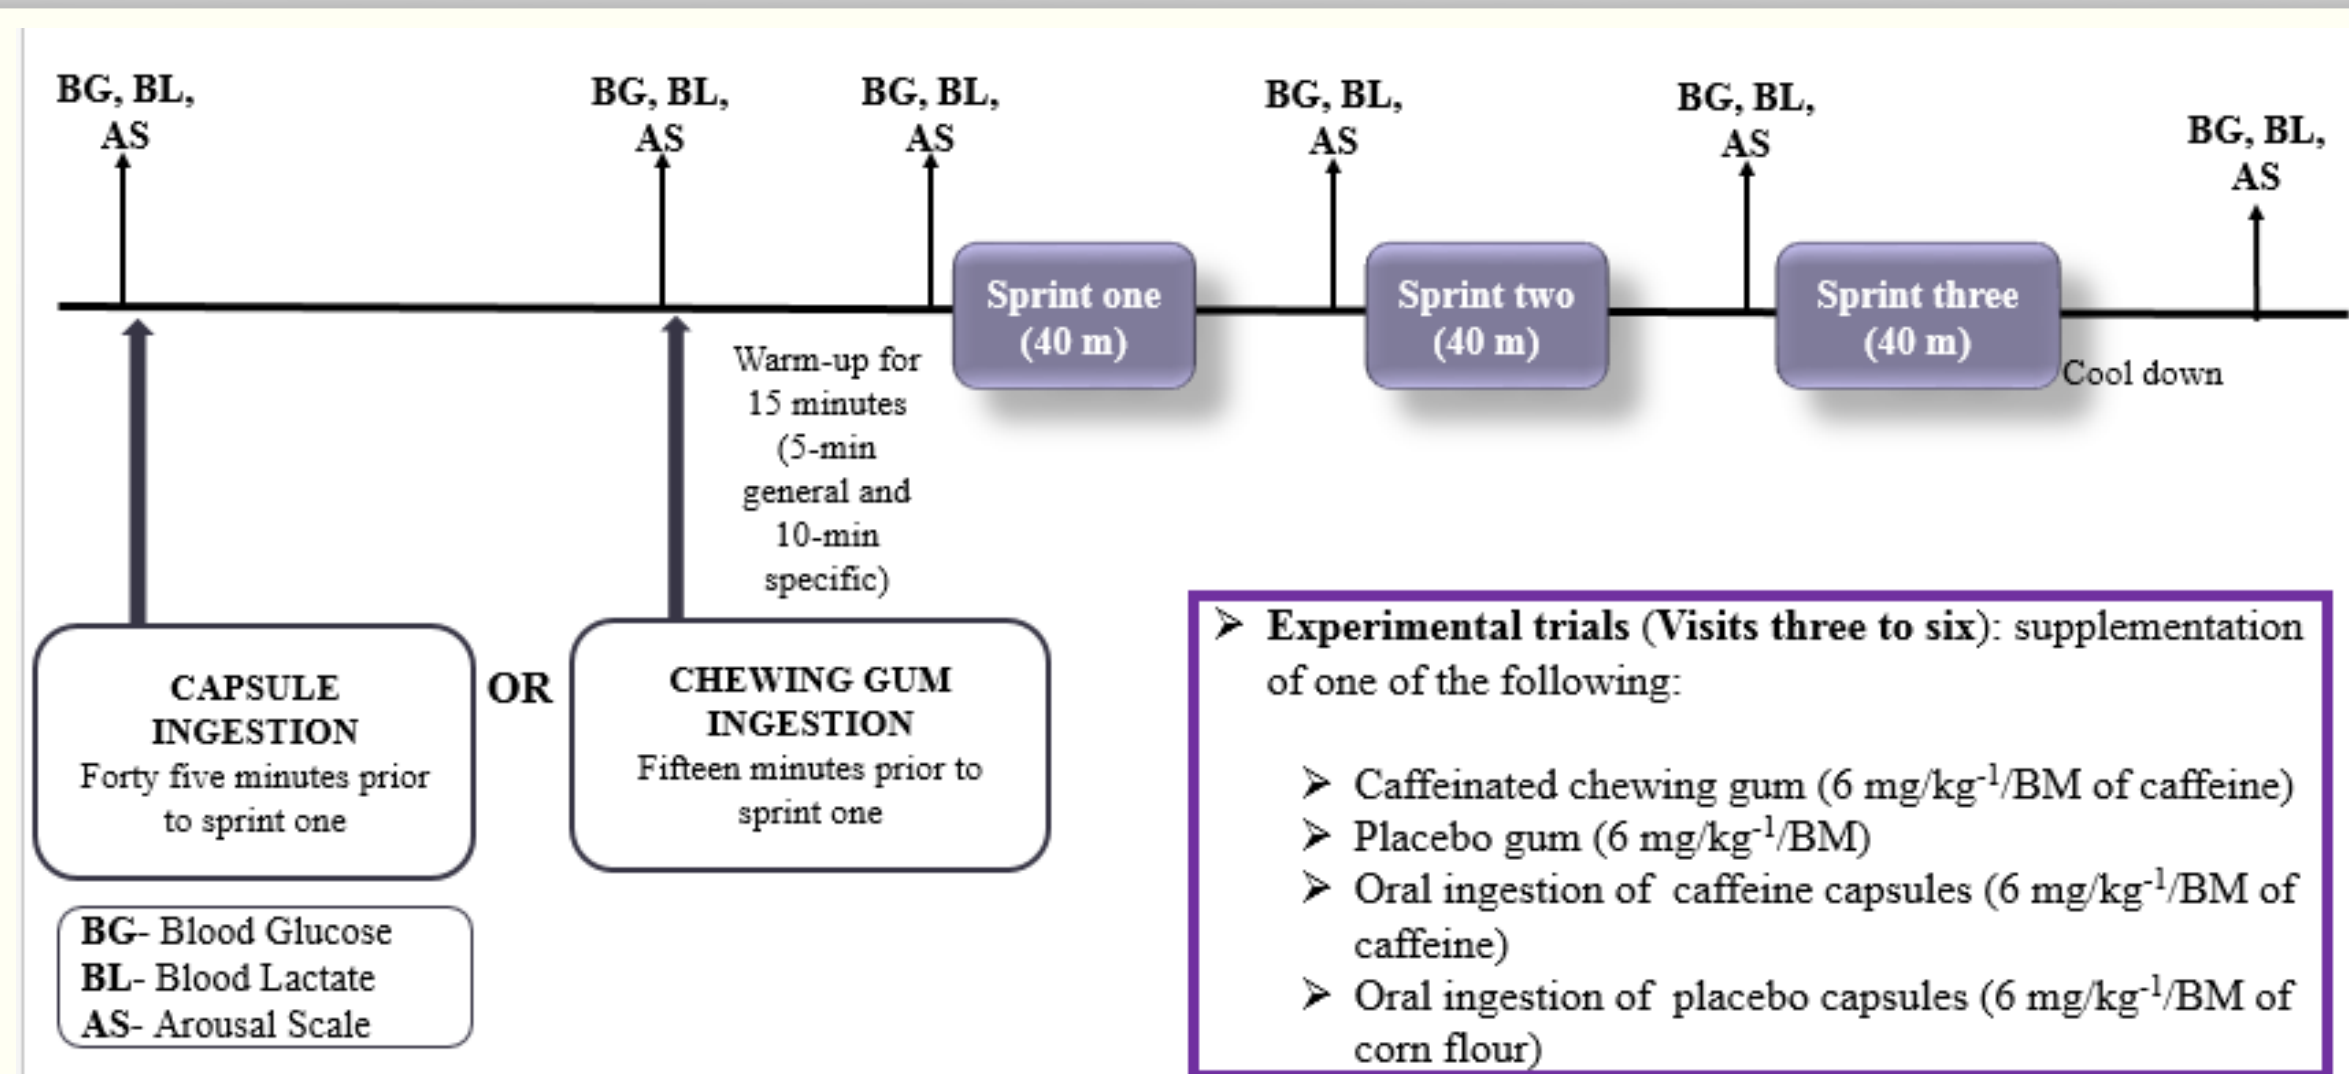 BG, BL,
AS
BG, BL,
AS
BG, BL,
AS
BG, BL,
AS
BG, BL,
AS
BG, BL,
AS
Sprint one
(40 m)
Sprint two
(40 m)
Sprint three
(40 m)
Warm-up for
15 minutes
(5-min
general and
10-min
specific)
Cool down
CAPSULE
INGESTION
Forty five minutes prior
to sprint one
OR
CHEWING GUM
INGESTION
Fifteen minutes prior to
sprint one
BG- Blood Glucose
BL- Blood Lactate
AS- Arousal Scale
➢ Experimental trials (Visits three to six): supplementation
of one of the following:
➢ Caffeinated chewing gum (6 mg/kg⁻¹/BM of caffeine)
➢ Placebo gum (6 mg/kg⁻¹/BM)
➢ Oral ingestion of caffeine capsules (6 mg/kg⁻¹/BM of
caffeine)
➢ Oral ingestion of placebo capsules (6 mg/kg⁻¹/BM of
corn flour)